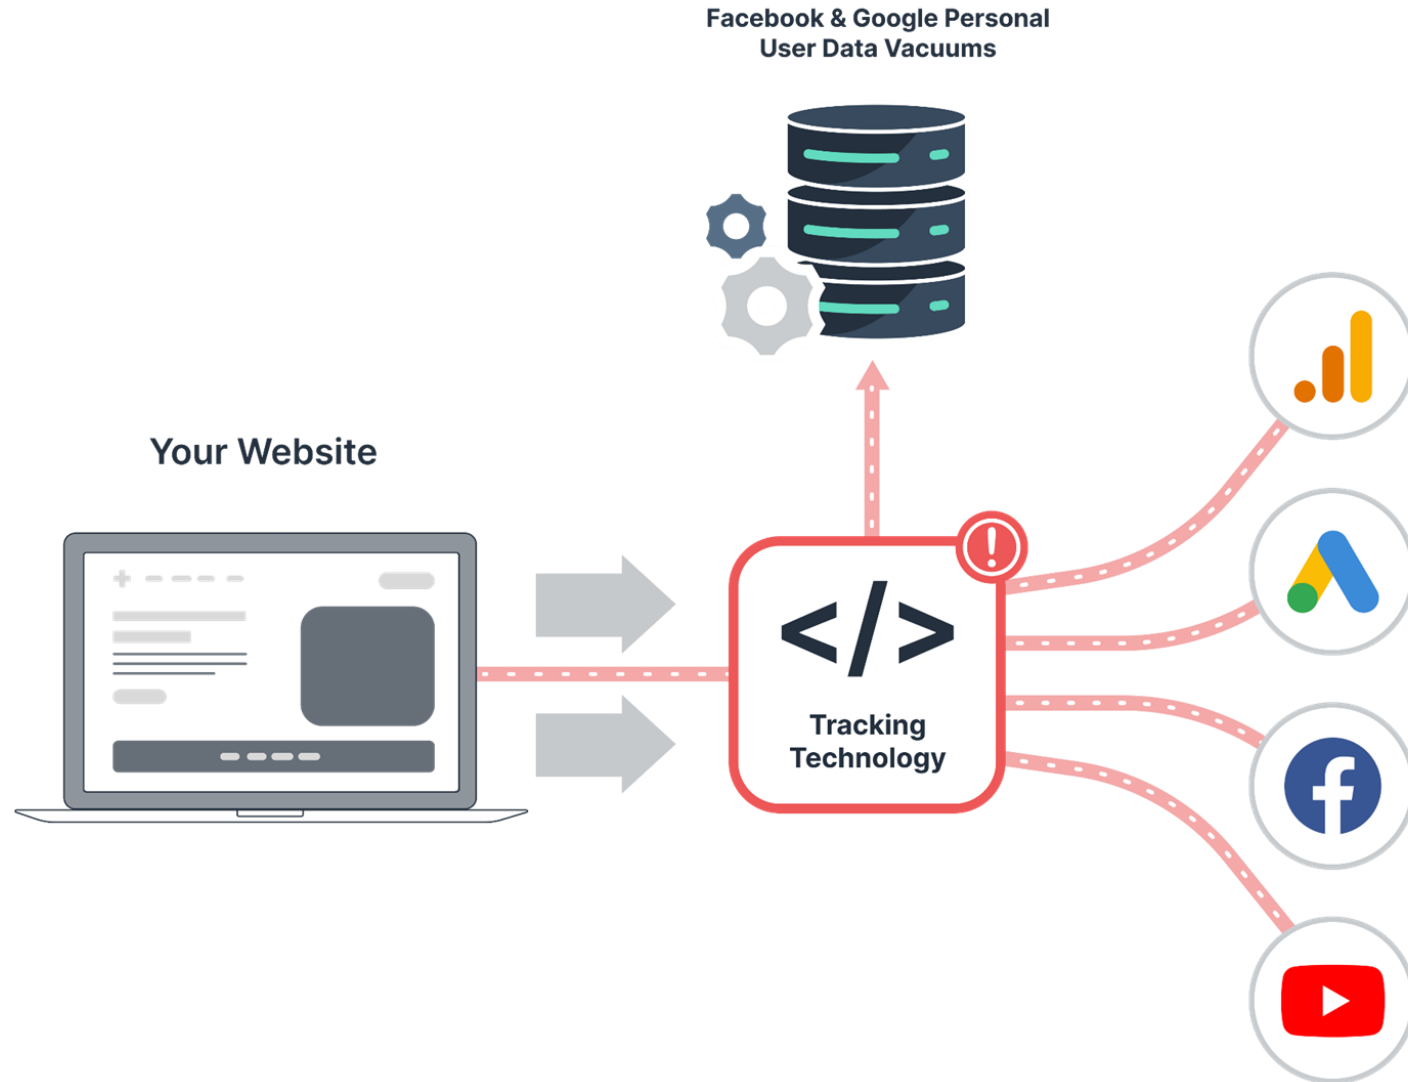 Facebook & Google Personal
User Data Vacuums
Your Website
</>
Tracking
Technology